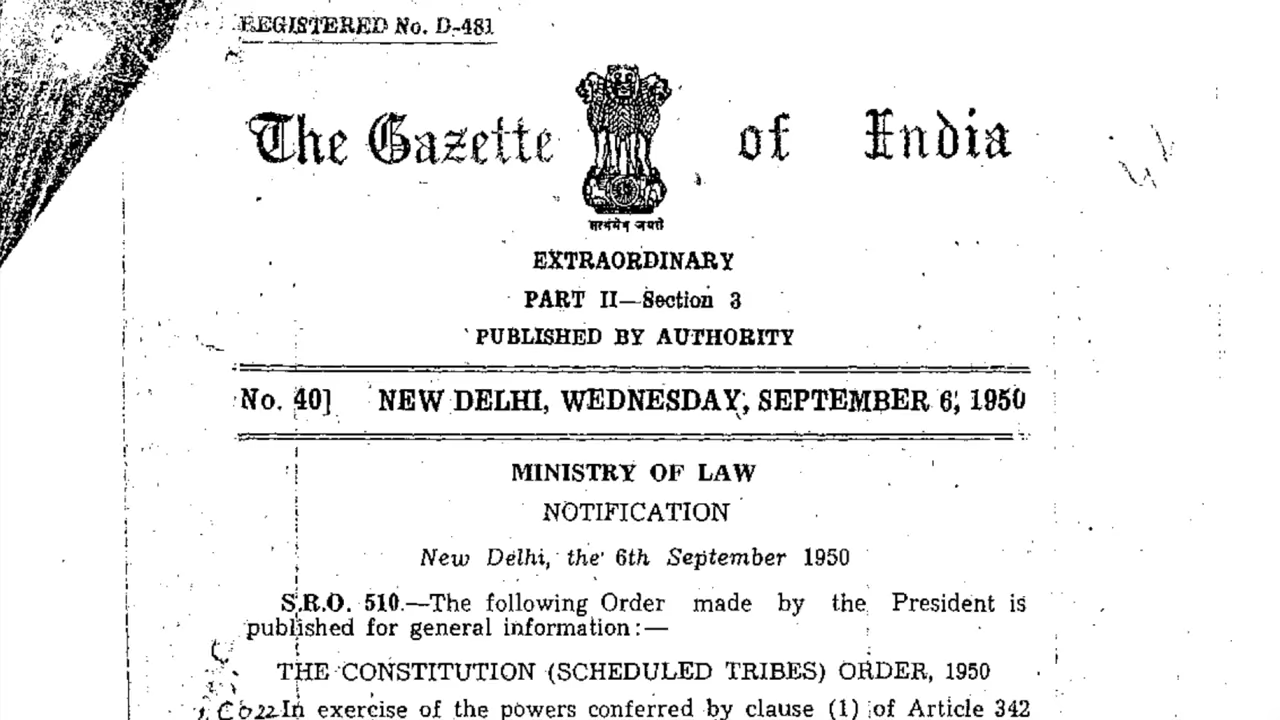 REGISTERED No. D-481
The Gazette of India
सत्यमेव जयते
EXTRAORDINARY
PART II—Section 3
PUBLISHED BY AUTHORITY
No. 40] NEW DELHI, WEDNESDAY, SEPTEMBER 6, 1950
MINISTRY OF LAW
NOTIFICATION
New Delhi, the 6th September 1950
S.R.O. 510.—The following Order made by the President is
published for general information:—
THE CONSTITUTION (SCHEDULED TRIBES) ORDER, 1950
In exercise of the powers conferred by clause (1) of Article 342